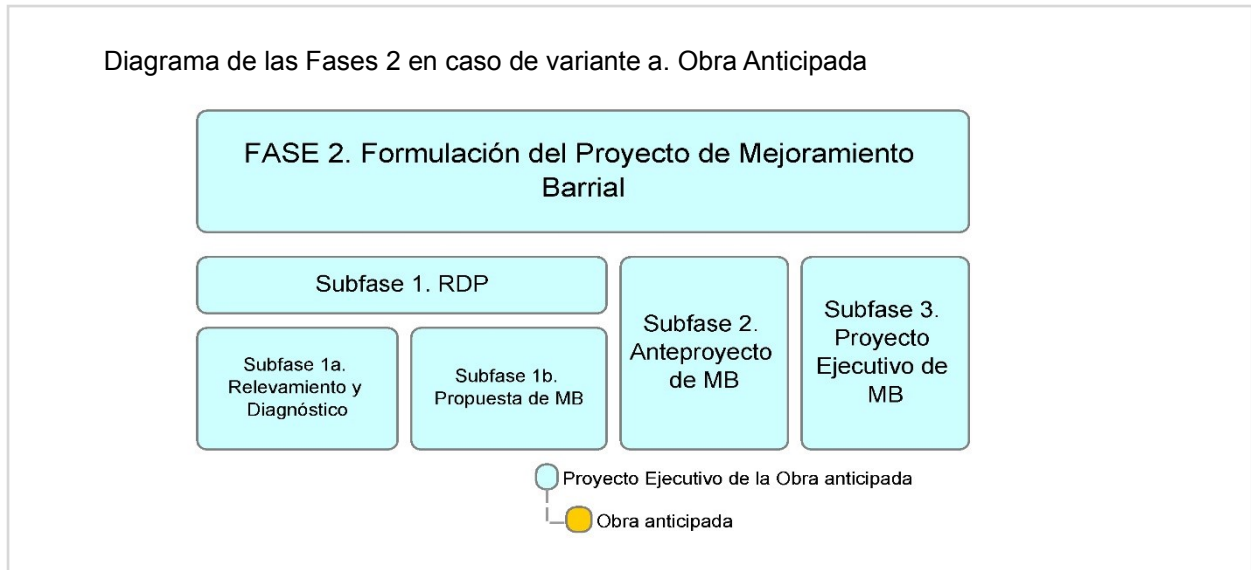 Diagrama de las Fases 2 en caso de variante a. Obra Anticipada
FASE 2. Formulación del Proyecto de Mejoramiento
Barrial
Subfase 1. RDP
Subfase 1a.
Relevamiento y
Diagnóstico
Subfase 1b.
Propuesta de MB
Subfase 2.
Anteproyecto
de MB
Subfase 3.
Proyecto
Ejecutivo de
MB
Proyecto Ejecutivo de la Obra anticipada
Obra anticipada